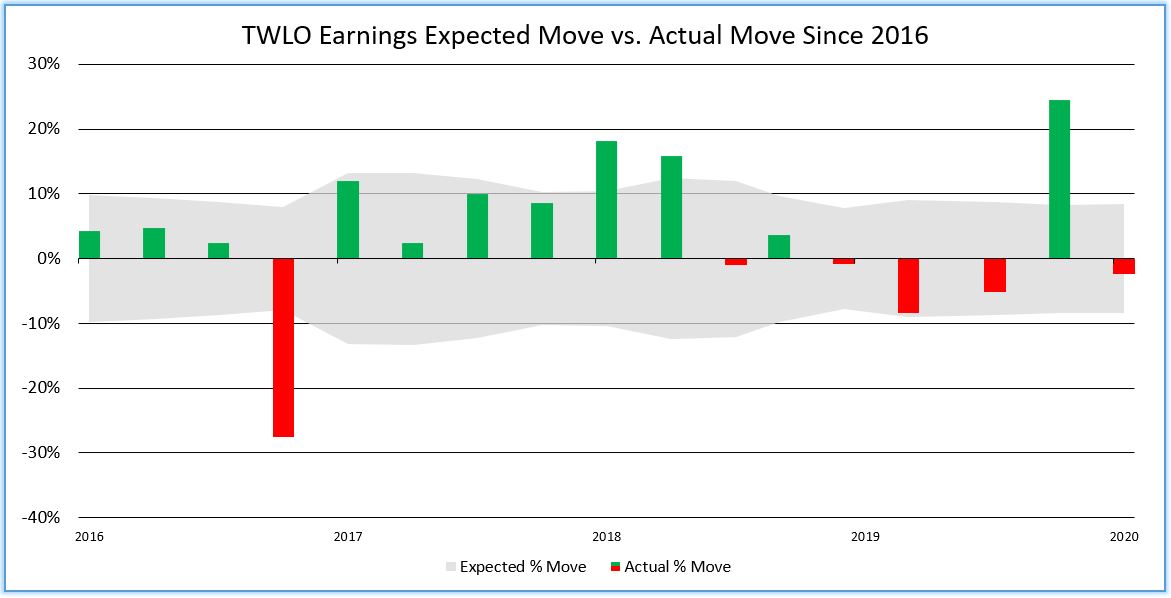 TWLO Earnings Expected Move vs. Actual Move Since 2016
30%
20%
10%
0%
-10%
-20%
-30%
-40%
2016 2017 2018 2019 2020
Expected % Move Actual % Move